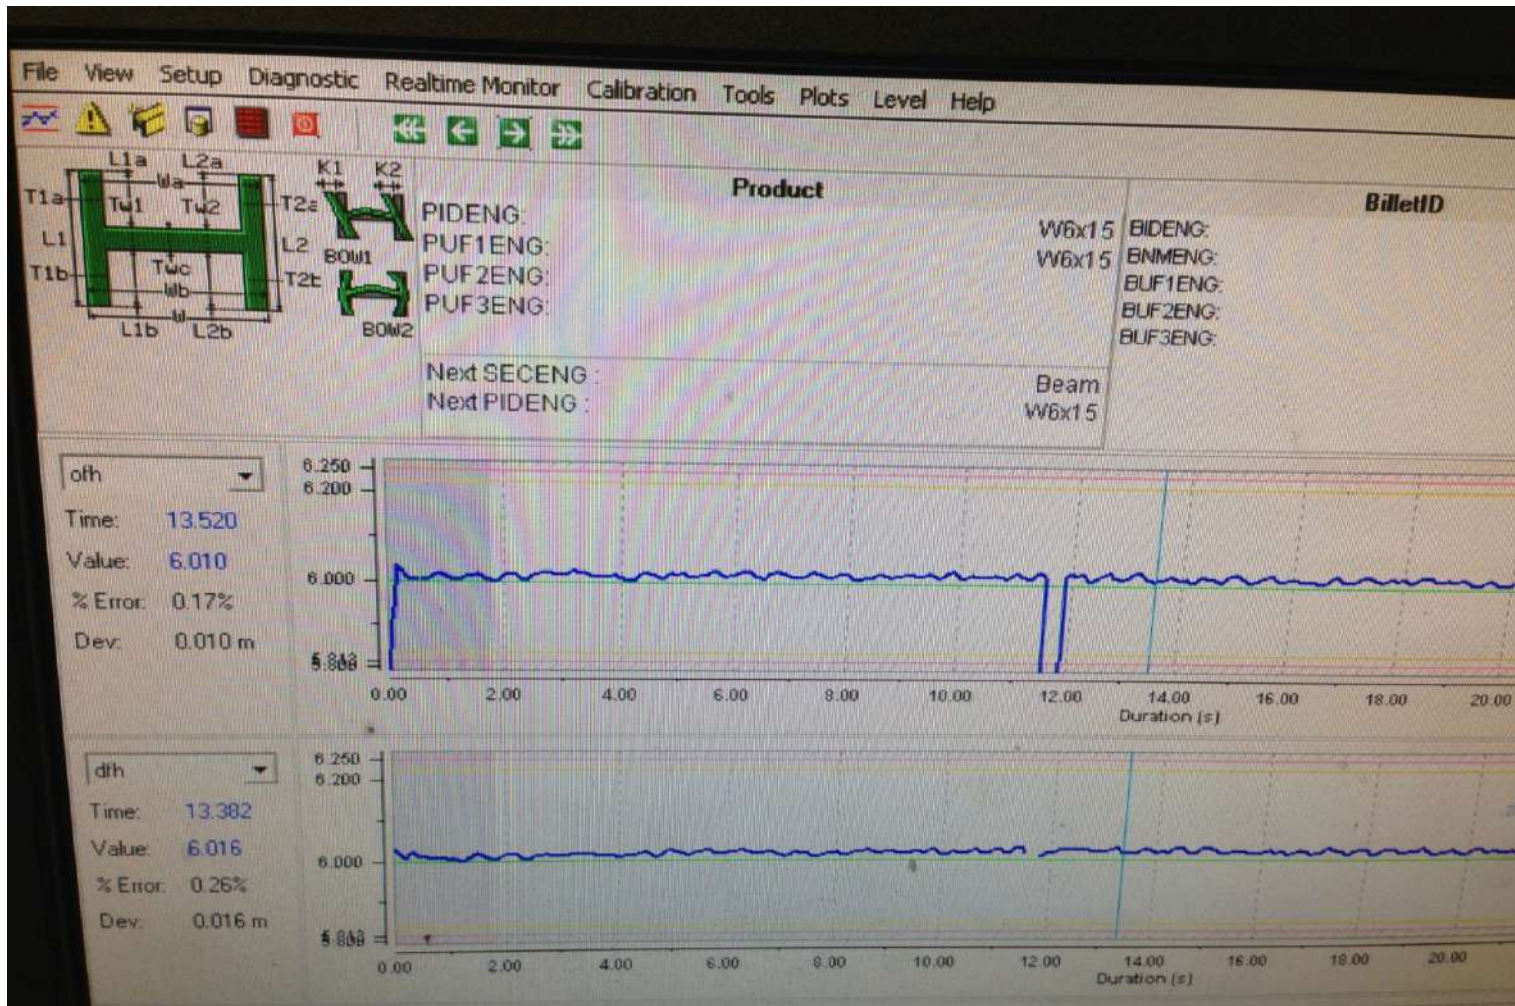 File View Setup Diagnostic Realtime Monitor Calibration Tools Plots Level Help
L1a L2a K1 K2
Wa
T1a Tw1 Tw2 T2a
L1 L2 BOW1
T1b Twc T2b
Wb
W
L1b L2b BOW2
Product
PIDENG: W6x15
PUF1ENG: W6x15
PUF2ENG:
PUF3ENG:
Next SECENG : Beam
Next PIDENG : W6x15
BilletID
BIDENG:
BNMENG:
BUF1ENG:
BUF2ENG:
BUF3ENG:
ofh
Time: 13.520
Value: 6.010
% Error: 0.17%
Dev: 0.010 m
6.250
6.200
6.000
0.00 2.00 4.00 6.00 8.00 10.00 12.00 14.00 16.00 18.00 20.00
Duration (s)
dfh
Time: 13.382
Value: 6.016
% Error: 0.26%
Dev: 0.016 m
6.250
6.200
6.000
0.00 2.00 4.00 6.00 8.00 10.00 12.00 14.00 16.00 18.00 20.00
Duration (s)